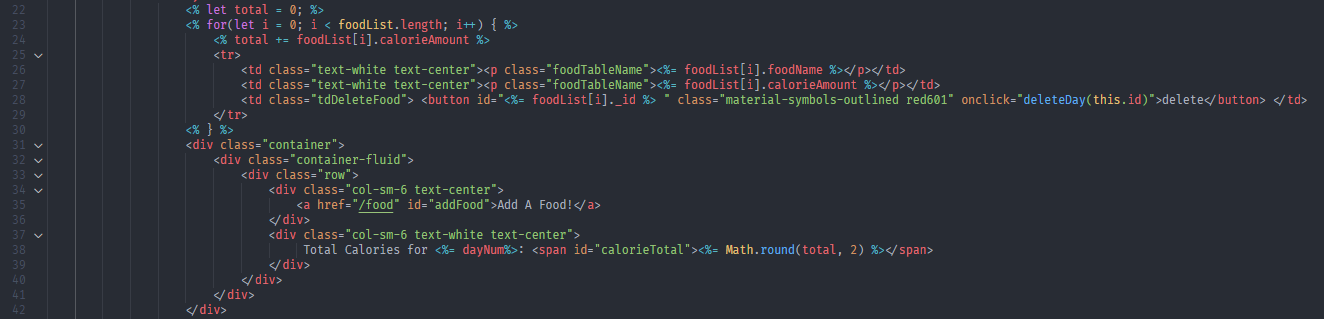 22 <% let total = 0; %>
23 <% for(let i = 0; i < foodList.length; i++) { %>
24 <% total += foodList[i].calorieAmount %>
25 <tr>
26 <td class="text-white text-center"><p class="foodTableName"><%= foodList[i].foodName %></p></td>
27 <td class="text-white text-center"><p class="foodTableName"><%= foodList[i].calorieAmount %></p></td>
28 <td class="tdDeleteFood"> <button id="<%= foodList[i]._id %> " class="material-symbols-outlined red601" onclick="deleteDay(this.id)">delete</button> </td>
29 </tr>
30 <% } %>
31 <div class="container">
32 <div class="container-fluid">
33 <div class="row">
34 <div class="col-sm-6 text-center">
35 <a href="/food" id="addFood">Add A Food!</a>
36 </div>
37 <div class="col-sm-6 text-white text-center">
38 Total Calories for <%= dayNum%>: <span id="calorieTotal"><%= Math.round(total, 2) %></span>
39 </div>
40 </div>
41 </div>
42 </div>